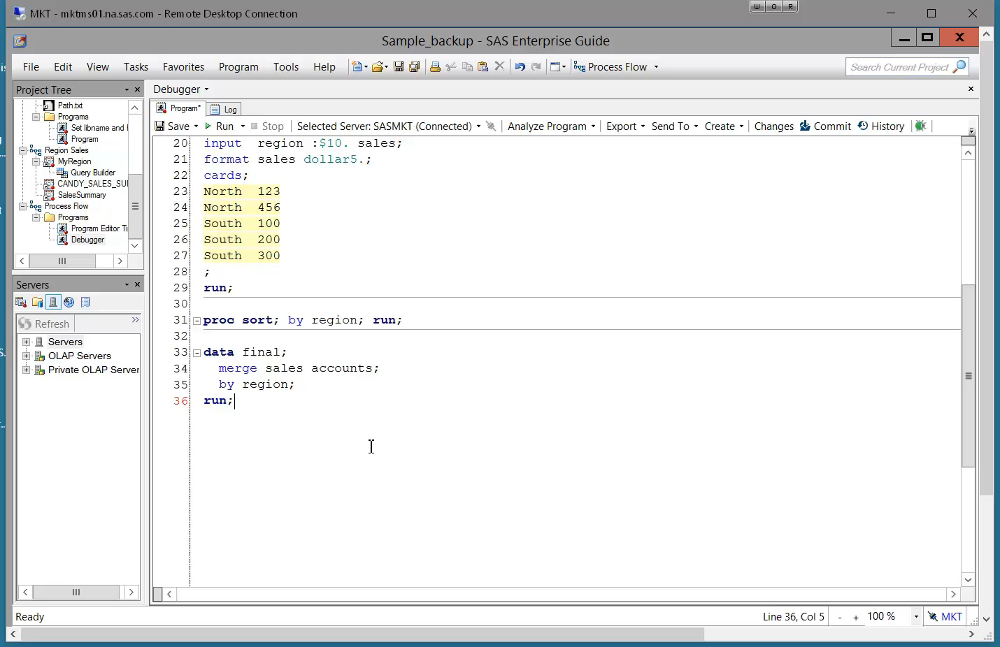 MKT - mktms01.na.sas.com - Remote Desktop Connection
W O R
Sample_backup - SAS Enterprise Guide
File Edit View Tasks Favorites Program Tools Help Process Flow Search Current Project
Project Tree
Path.txt
Programs
Set libname and
Program
Region Sales
MyRegion
Query Builder
CANDY_SALES_SU
SalesSummary
Process Flow
Programs
Program Editor Ti
Debugger
Servers
Refresh
Servers
OLAP Servers
Private OLAP Server
Debugger
Program* Log
Save Run Stop Selected Server: SASMKT (Connected) Analyze Program Export Send To Create Changes Commit History
20 input region :$10. sales;
21 format sales dollar5.;
22 cards;
23 North 123
24 North 456
25 South 100
26 South 200
27 South 300
28 ;
29 run;
30
31 proc sort; by region; run;
32
33 data final;
34 merge sales accounts;
35 by region;
36 run;
Ready Line 36, Col 5 - + 100 % MKT